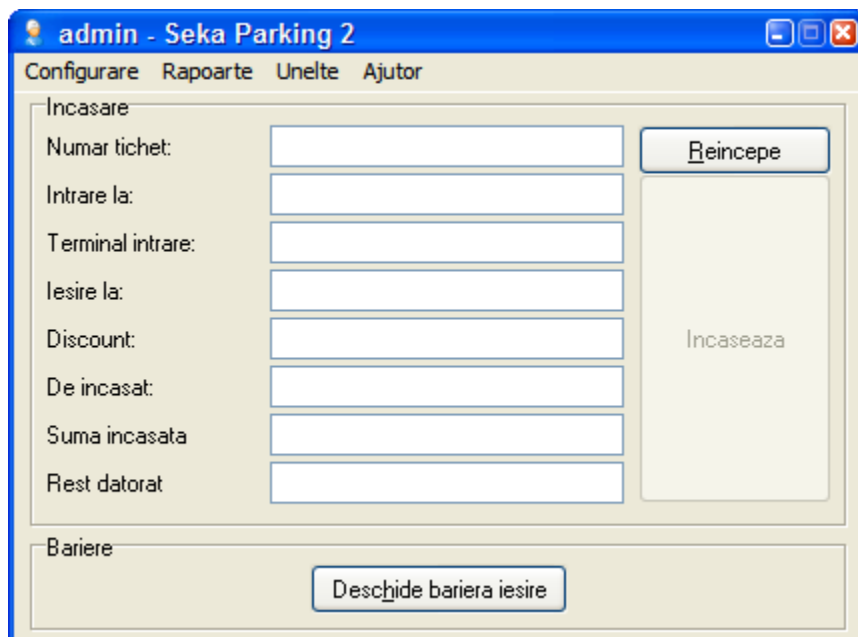 admin - Seka Parking 2
Configurare Rapoarte Unelte Ajutor
Incasare
Numar tichet:
Reincepe
Intrare la:
Terminal intrare:
Iesire la:
Discount:
Incaseaza
De incasat:
Suma incasata
Rest datorat
Bariere
Deschide bariera iesire